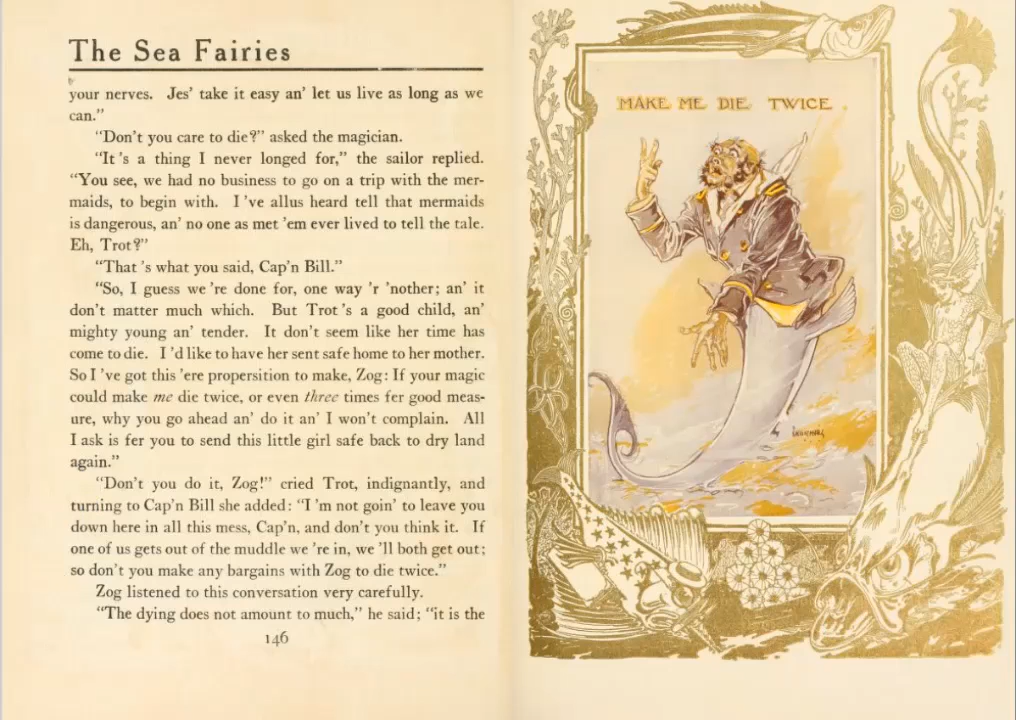 The Sea Fairies
your nerves. Jes' take it easy an' let us live as long as we
can."
"Don't you care to die?" asked the magician.
"It's a thing I never longed for," the sailor replied.
"You see, we had no business to go on a trip with the mer-
maids, to begin with. I've allus heard tell that mermaids
is dangerous, an' no one as met 'em ever lived to tell the tale.
Eh, Trot?"
"That's what you said, Cap'n Bill."
"So, I guess we're done for, one way 'r 'nother; an' it
don't matter much which. But Trot's a good child, an'
mighty young an' tender. It don't seem like her time has
come to die. I'd like to have her sent safe home to her mother.
So I've got this 'ere propersition to make, Zog: If your magic
could make me die twice, or even three times fer good meas-
ure, why you go ahead an' do it an' I won't complain. All
I ask is fer you to send this little girl safe back to dry land
again."
"Don't you do it, Zog!" cried Trot, indignantly, and
turning to Cap'n Bill she added: "I'm not goin' to leave you
down here in all this mess, Cap'n, and don't you think it. If
one of us gets out of the muddle we're in, we'll both get out;
so don't you make any bargains with Zog to die twice."
Zog listened to this conversation very carefully.
"The dying does not amount to much," he said; "it is the
146
MAKE ME DIE TWICE.